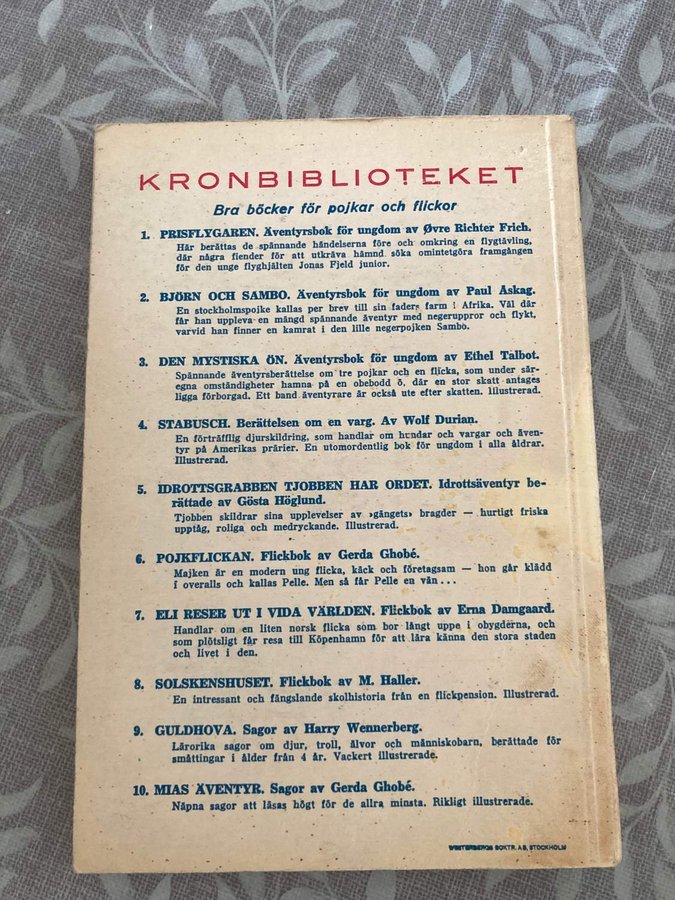 KRONBIBLIOTEKET
Bra böcker för pojkar och flickor
1. PRISFLYGAREN. Äventyrsbok för ungdom av Øvre Richter Frich.
Här berättas de spännande händelserna före och omkring en flygtävling,
där några fiender för att utkräva hämnd söka omintetgöra framgången
för den unge flyghjälten Jonas Fjeld junior.
2. BJÖRN OCH SAMBO. Äventyrsbok för ungdom av Paul Askag.
En stockholmspojke kallas per brev till sin faders farm i Afrika. Väl där
får han uppleva en mängd spännande äventyr med negeruppror och flykt,
varvid han finner en kamrat i den lille negerpojken Sambo.
3. DEN MYSTISKA ÖN. Äventyrsbok för ungdom av Ethel Talbot.
Spännande äventyrsberättelse om tre pojkar och en flicka, som under sär-
egna omständigheter hamna på en obebodd ö, där en stor skatt antages
ligga förborgad. Ett band äventyrare är också ute efter skatten. Illustrerad.
4. STABUSCH. Berättelsen om en varg. Av Wolf Durian.
En förträfflig djurskildring, som handlar om hundar och vargar och även-
tyr på Amerikas prärier. En utomordentlig bok för ungdom i alla åldrar.
Illustrerad.
5. IDROTTSGRABBEN TJOBBEN HAR ORDET. Idrottsäventyr be-
rättade av Gösta Höglund.
Tjobben skildrar sina upplevelser av »gängets» bragder — hurtigt friska
upptåg, roliga och medryckande. Illustrerad.
6. POJKFLICKAN. Flickbok av Gerda Ghobé.
Majken är en modern ung flicka, käck och företagsam — hon går klädd
i overalls och kallas Pelle. Men så får Pelle en vän . . .
7. ELI RESER UT I VIDA VÄRLDEN. Flickbok av Erna Damgaard.
Handlar om en liten norsk flicka som bor långt uppe i obygderna, och
som plötsligt får resa till Köpenhamn för att lära känna den stora staden
och livet i den.
8. SOLSKENSHUSET. Flickbok av M. Haller.
En intressant och fängslande skolhistoria från en flickpension. Illustrerad.
9. GULDHOVA. Sagor av Harry Wennerberg.
Lärorika sagor om djur, troll, älvor och människobarn, berättade för
småttingar i ålder från 4 år. Vackert illustrerade.
10. MIAS ÄVENTYR. Sagor av Gerda Ghobé.
Näpna sagor att läsas högt för de allra minsta. Rikligt illustrerade.
WESTERBERGS BOKTR. A.B, STOCKHOLM